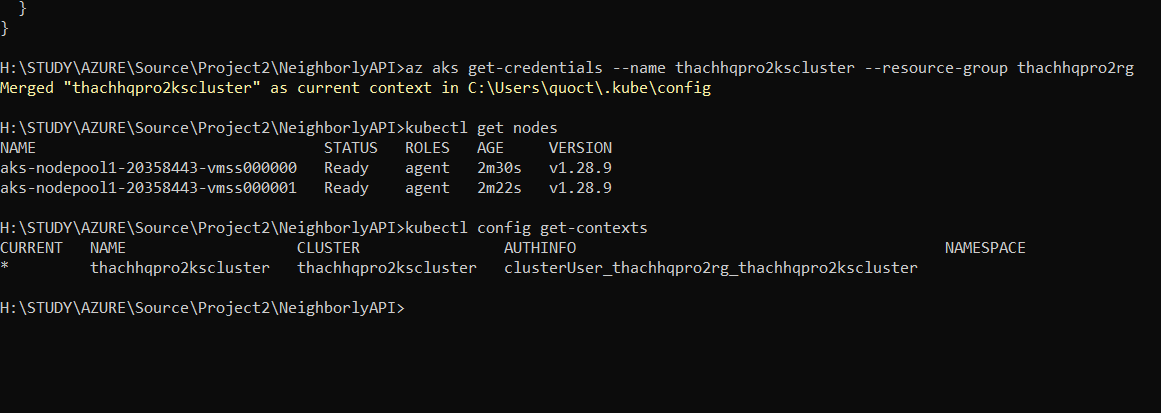 }
}
H:\STUDY\AZURE\Source\Project2\NeighborlyAPI>az aks get-credentials --name thachhqpro2kscluster --resource-group thachhqpro2rg
Merged "thachhqpro2kscluster" as current context in C:\Users\quoct\.kube\config
H:\STUDY\AZURE\Source\Project2\NeighborlyAPI>kubectl get nodes
NAME STATUS ROLES AGE VERSION
aks-nodepool1-20358443-vmss000000 Ready agent 2m30s v1.28.9
aks-nodepool1-20358443-vmss000001 Ready agent 2m22s v1.28.9
H:\STUDY\AZURE\Source\Project2\NeighborlyAPI>kubectl config get-contexts
CURRENT NAME CLUSTER AUTHINFO NAMESPACE
* thachhqpro2kscluster thachhqpro2kscluster clusterUser_thachhqpro2rg_thachhqpro2kscluster
H:\STUDY\AZURE\Source\Project2\NeighborlyAPI>